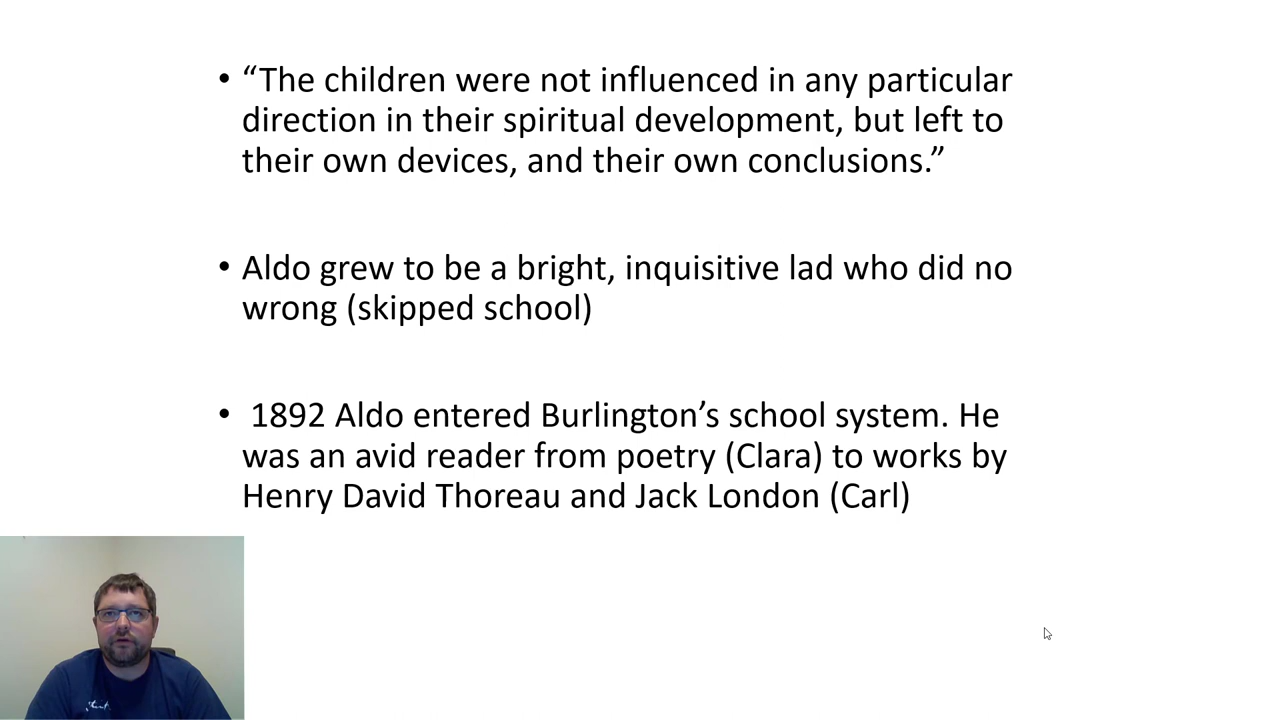 • “The children were not influenced in any particular
direction in their spiritual development, but left to
their own devices, and their own conclusions.”
• Aldo grew to be a bright, inquisitive lad who did no
wrong (skipped school)
• 1892 Aldo entered Burlington’s school system. He
was an avid reader from poetry (Clara) to works by
Henry David Thoreau and Jack London (Carl)